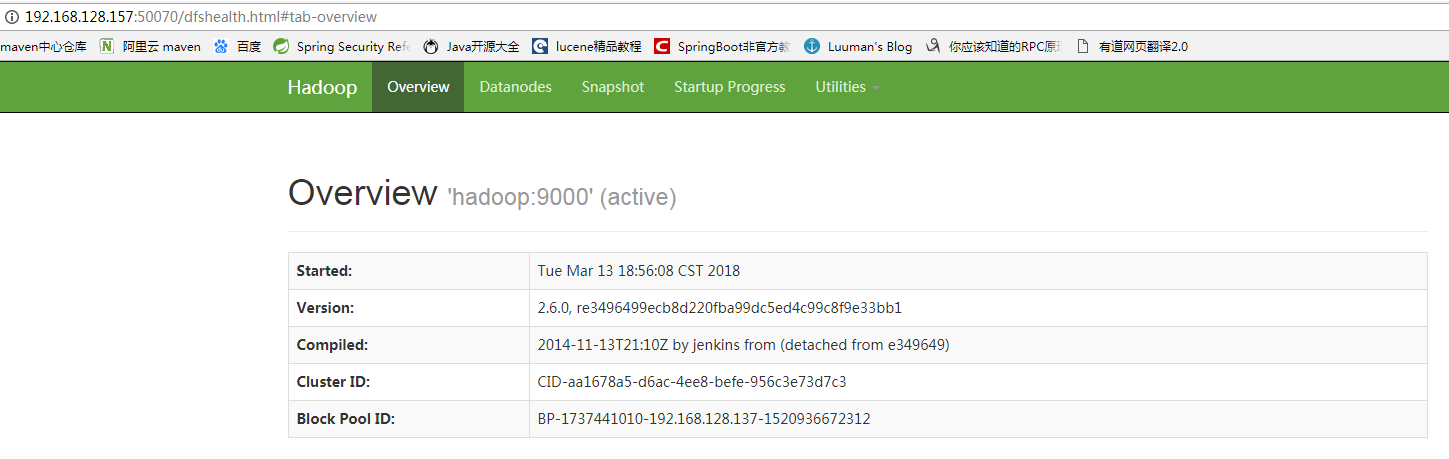 192.168.128.157:50070/dfshealth.html#tab-overview
maven中心仓库 阿里云 maven 百度 Spring Security Refe Java开源大全 lucene精品教程 SpringBoot非官方教 Luuman's Blog 你应该知道的RPC原 有道网页翻译2.0
Hadoop Overview Datanodes Snapshot Startup Progress Utilities
Overview 'hadoop:9000' (active)
Started: Tue Mar 13 18:56:08 CST 2018
Version: 2.6.0, re3496499ecb8d220fba99dc5ed4c99c8f9e33bb1
Compiled: 2014-11-13T21:10Z by jenkins from (detached from e349649)
Cluster ID: CID-aa1678a5-d6ac-4ee8-befe-956c3e73d7c3
Block Pool ID: BP-1737441010-192.168.128.137-1520936672312